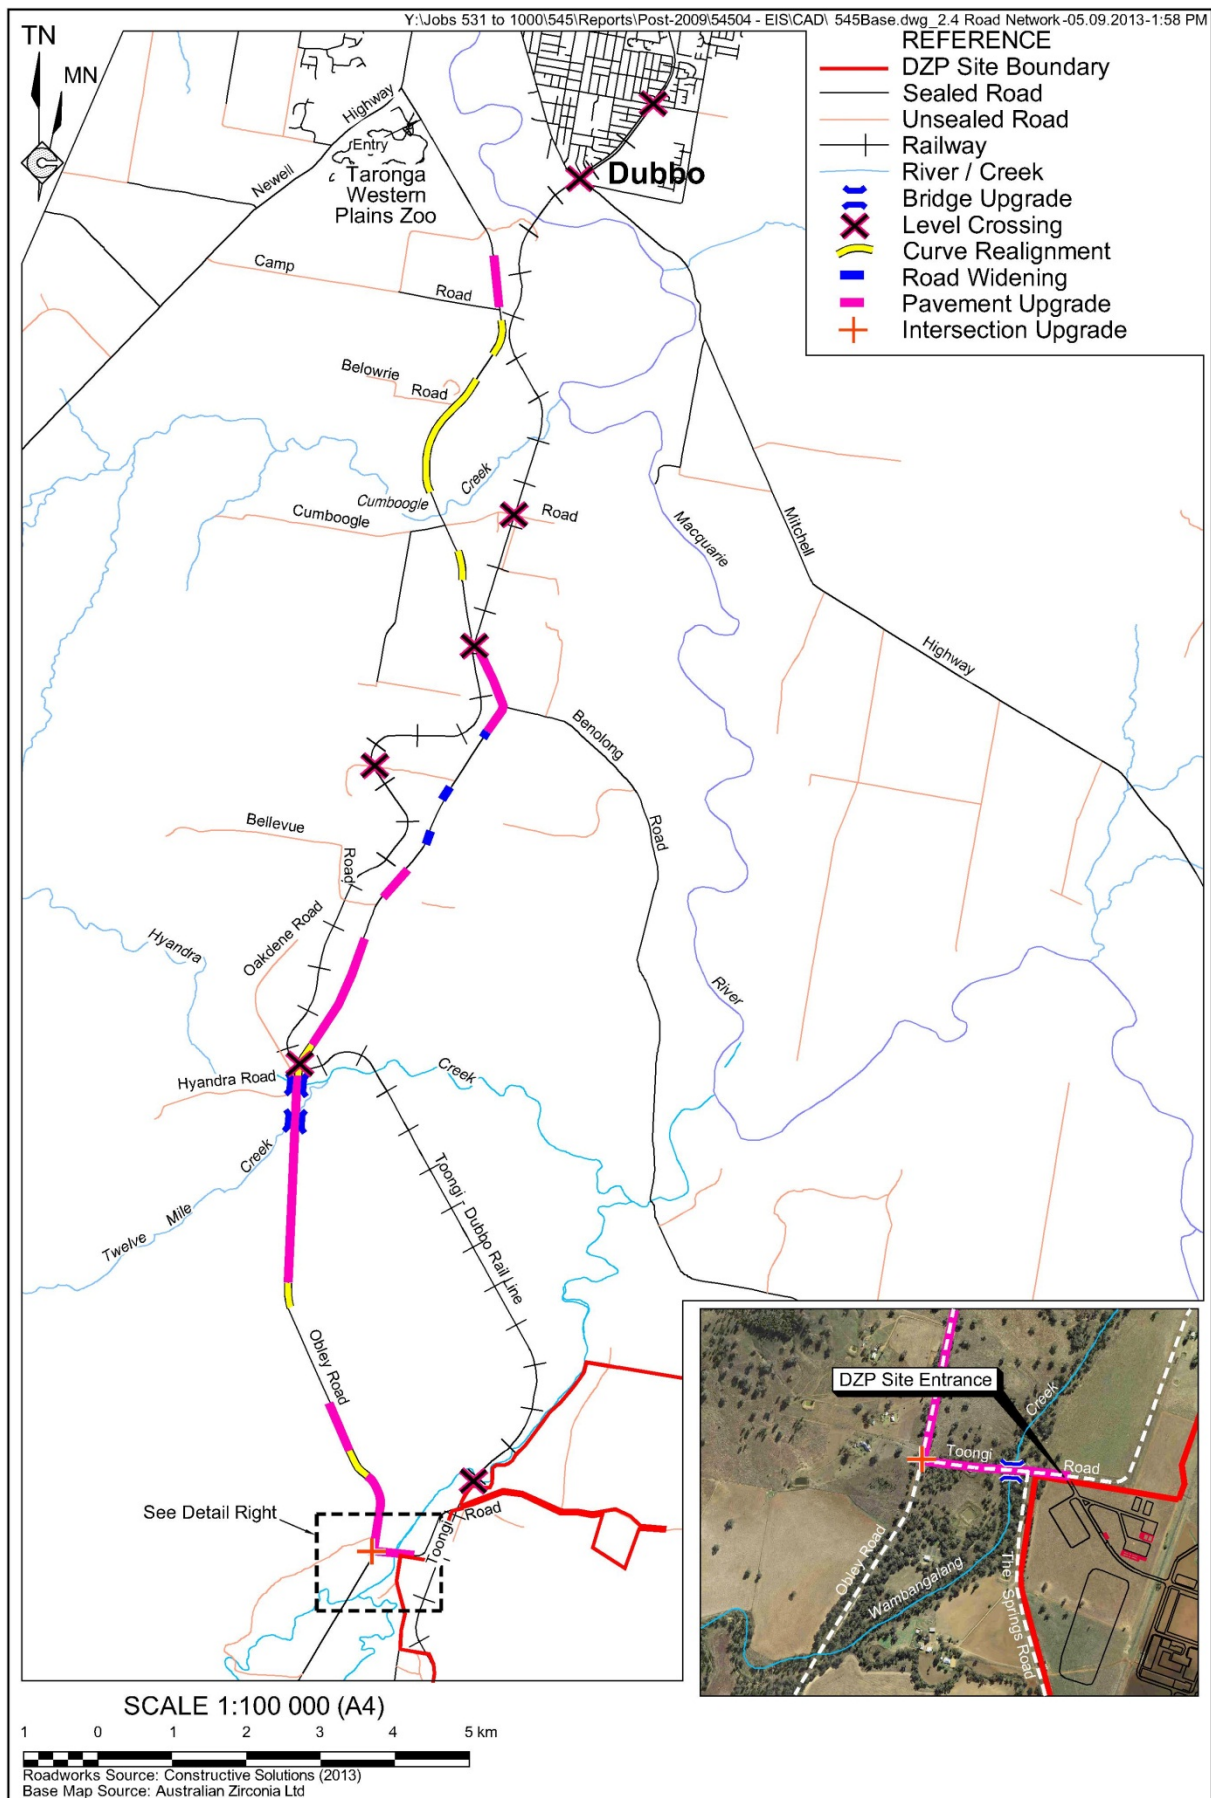 Y:\Jobs 531 to 1000\545\Reports\Post-2009\54504 - EIS\CAD\ 545Base.dwg_2.4 Road Network-05.09.2013-1:58 PM
TN
MN
REFERENCE
DZP Site Boundary
Sealed Road
Unsealed Road
Railway
River / Creek
Bridge Upgrade
Level Crossing
Curve Realignment
Road Widening
Pavement Upgrade
Intersection Upgrade
Newell
Highway
Entry
Taronga
Western
Plains Zoo
Dubbo
Camp
Road
Belowrie
Road
Cumboogle
Creek
Cumboogle
Road
Macquarie
Mitchell
Highway
Benolong
Road
Bellevue
Road
Oakdene Road
Hyandra
River
Hyandra Road
Creek
Twelve
Mile
Creek
Toongi - Dubbo Rail Line
Obley Road
See Detail Right
Toongi
Road
DZP Site Entrance
Creek
Toongi
Road
Obley Road
Wambangalang
The Springs Road
SCALE 1:100 000 (A4)
1 0 1 2 3 4 5 km
Roadworks Source: Constructive Solutions (2013)
Base Map Source: Australian Zirconia Ltd